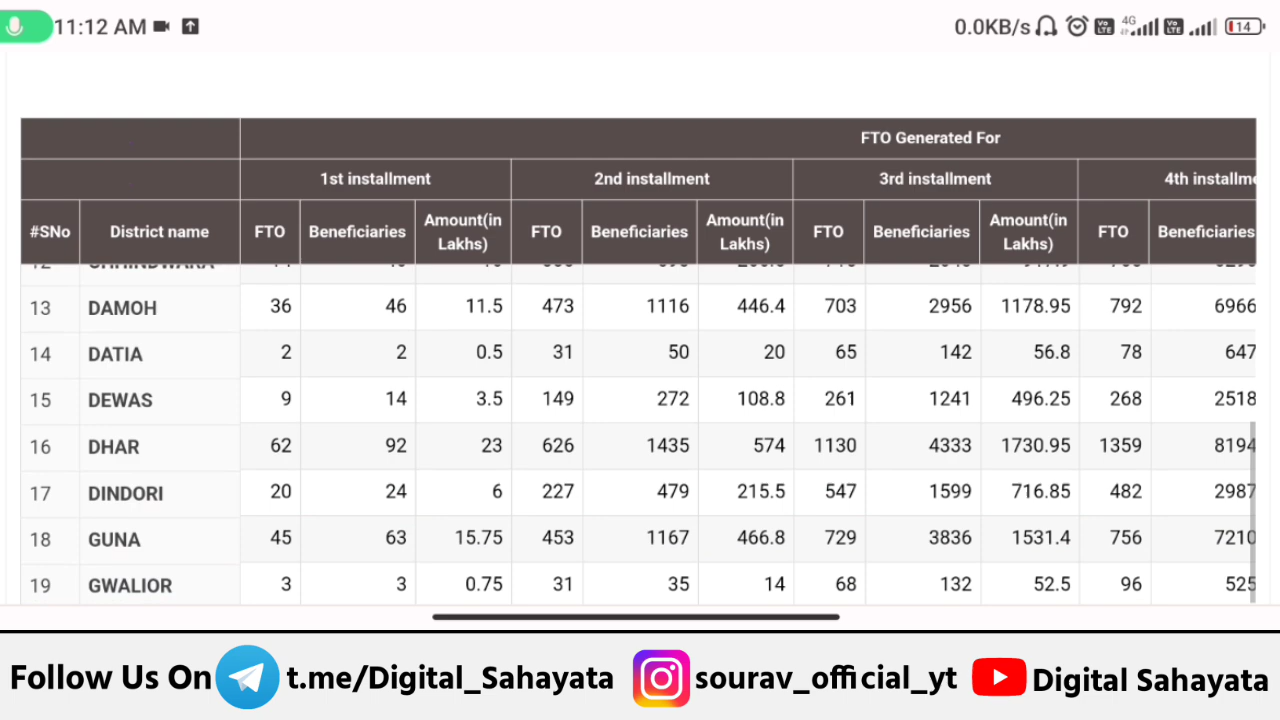 11:12 AM
0.0KB/s 4G Vo LTE Vo LTE 14
FTO Generated For
1st installment 2nd installment 3rd installment
#SNo District name FTO Beneficiaries Amount(in Lakhs) FTO Beneficiaries Amount(in Lakhs) FTO Beneficiaries Amount(in Lakhs) FTO Beneficiaries
13 DAMOH 36 46 11.5 473 1116 446.4 703 2956 1178.95 792 6966
14 DATIA 2 2 0.5 31 50 20 65 142 56.8 78 647
15 DEWAS 9 14 3.5 149 272 108.8 261 1241 496.25 268 2518
16 DHAR 62 92 23 626 1435 574 1130 4333 1730.95 1359 8194
17 DINDORI 20 24 6 227 479 215.5 547 1599 716.85 482 2987
18 GUNA 45 63 15.75 453 1167 466.8 729 3836 1531.4 756 7210
19 GWALIOR 3 3 0.75 31 35 14 68 132 52.5 96 525
Follow Us On t.me/Digital_Sahayata sourav_official_yt Digital Sahayata